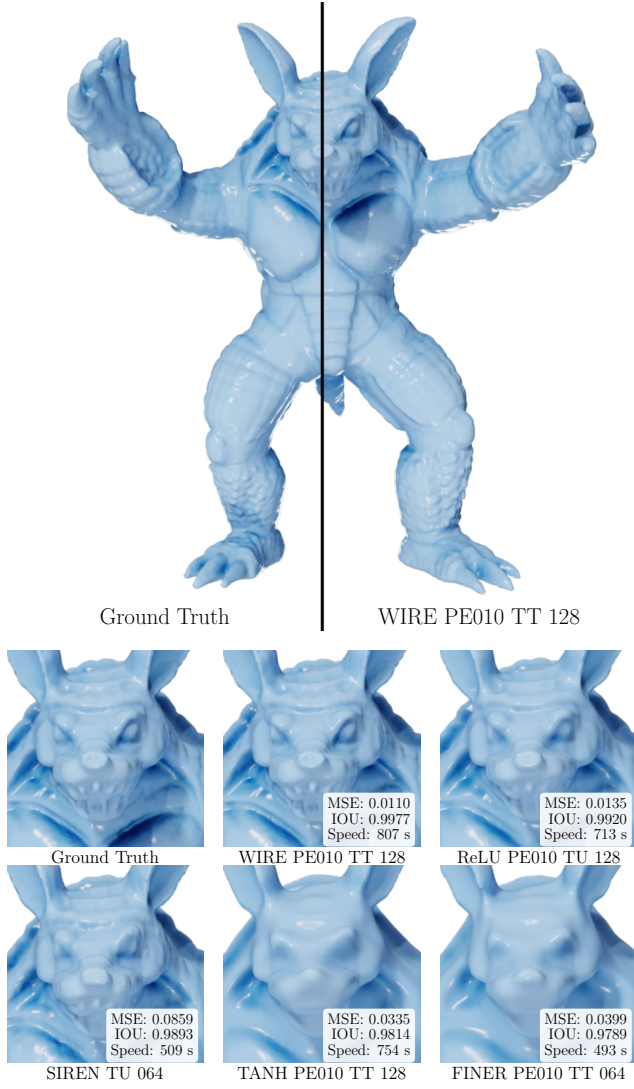 Ground Truth
WIRE PE010 TT 128
MSE: 0.0110
IOU: 0.9977
Speed: 807 s
MSE: 0.0135
IOU: 0.9920
Speed: 713 s
Ground Truth
WIRE PE010 TT 128
ReLU PE010 TU 128
MSE: 0.0859
IOU: 0.9893
Speed: 509 s
MSE: 0.0335
IOU: 0.9814
Speed: 754 s
MSE: 0.0399
IOU: 0.9789
Speed: 493 s
SIREN TU 064
TANH PE010 TT 128
FINER PE010 TT 064